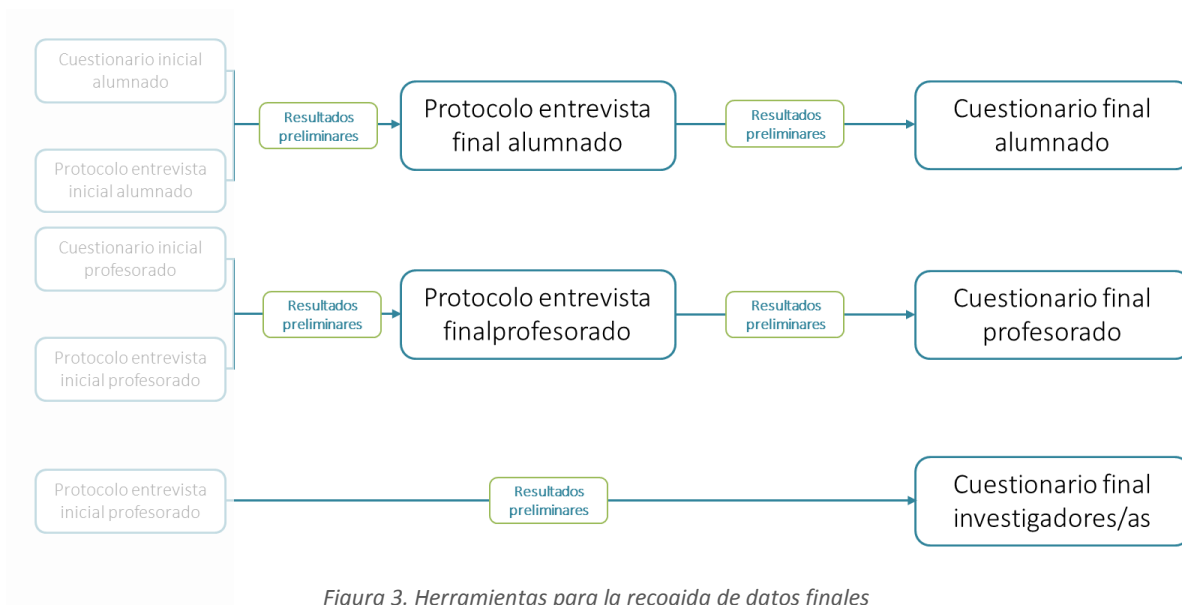 Cuestionario inicial
alumnado
Protocolo entrevista
inicial alumnado
Resultados
preliminares
Protocolo entrevista
final alumnado
Resultados
preliminares
Cuestionario final
alumnado
Cuestionario inicial
profesorado
Protocolo entrevista
inicial profesorado
Resultados
preliminares
Protocolo entrevista
finalprofesorado
Resultados
preliminares
Cuestionario final
profesorado
Protocolo entrevista
inicial profesorado
Resultados
preliminares
Cuestionario final
investigadores/as
Figura 3. Herramientas para la recogida de datos finales